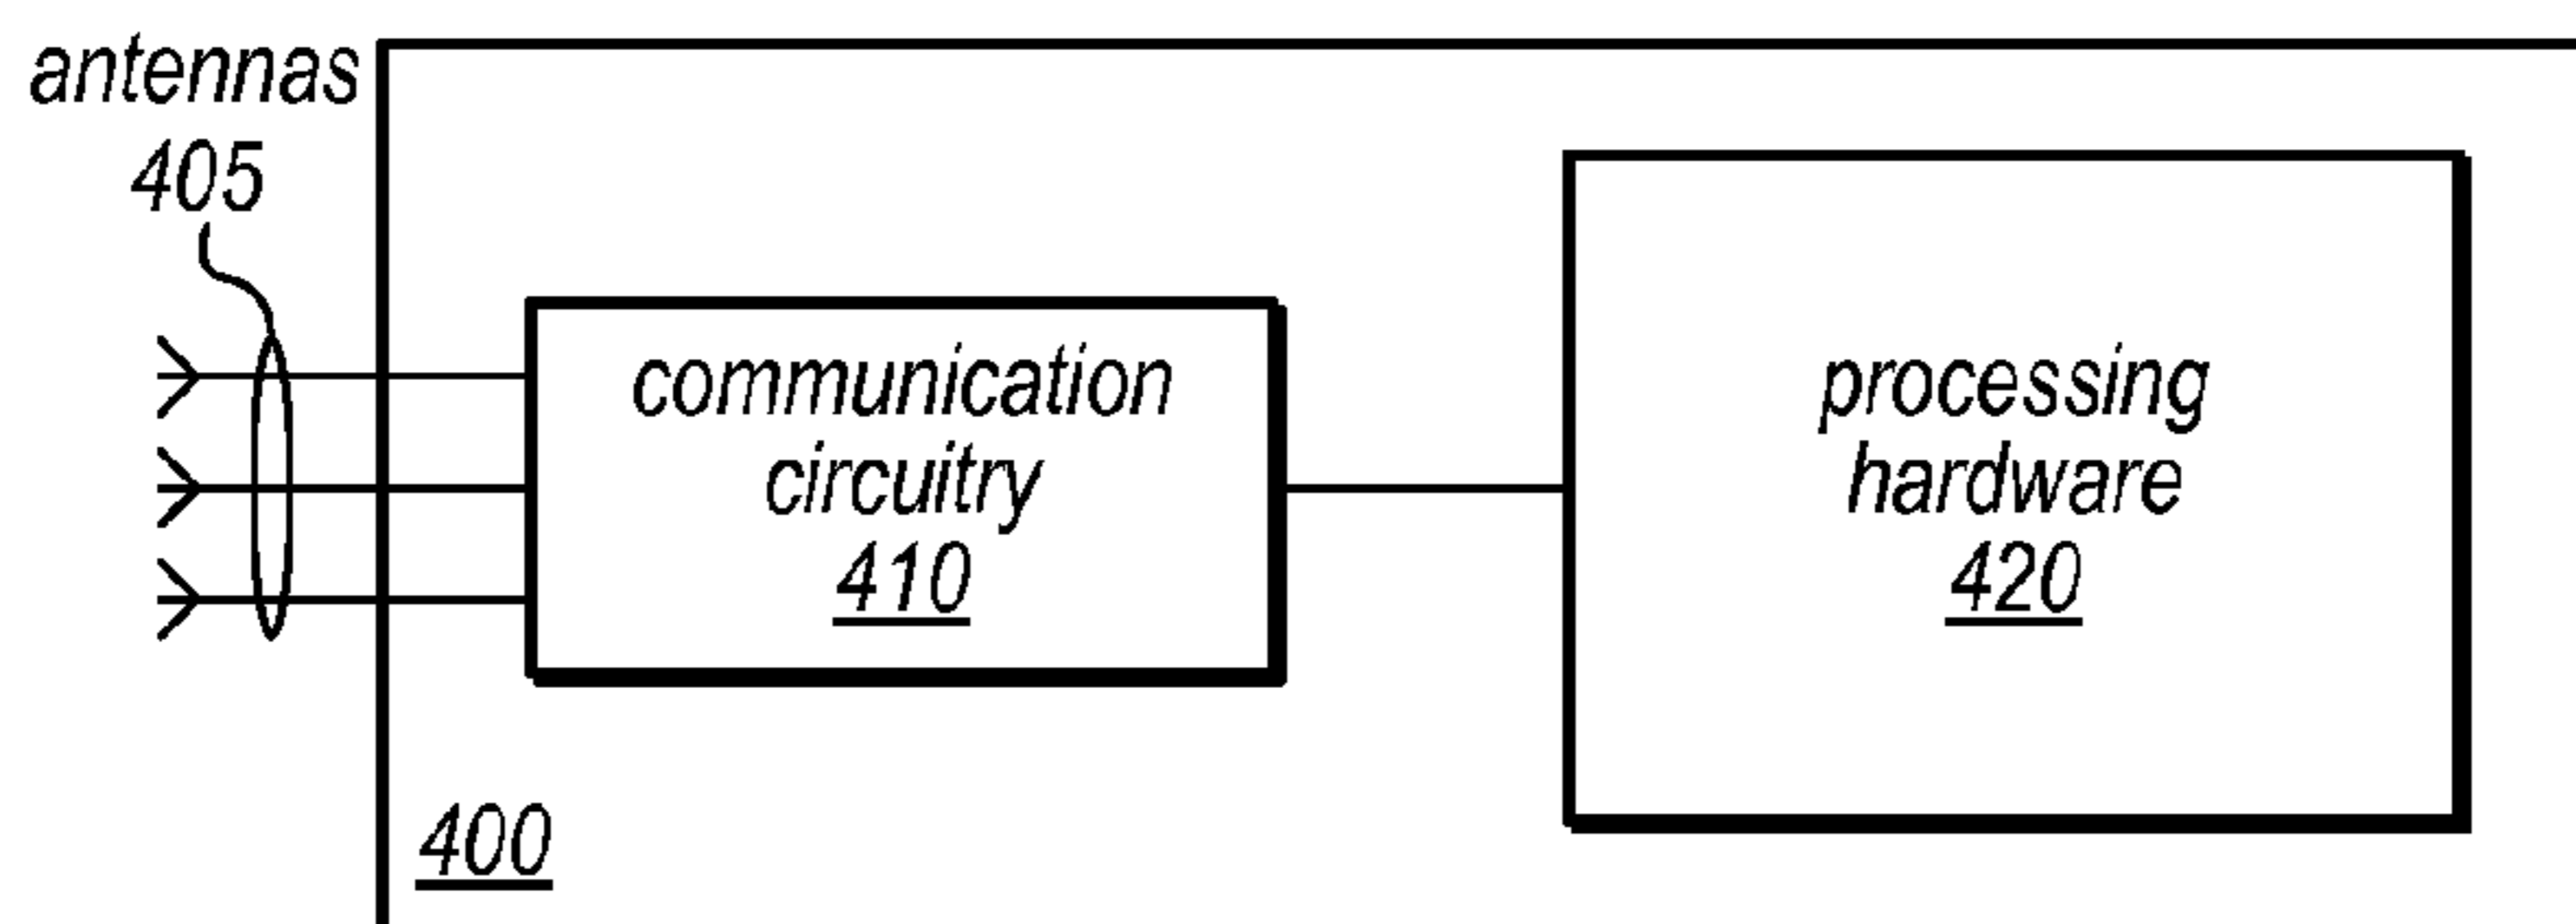 antennas
405
communication
circuitry
410
processing
hardware
420
400